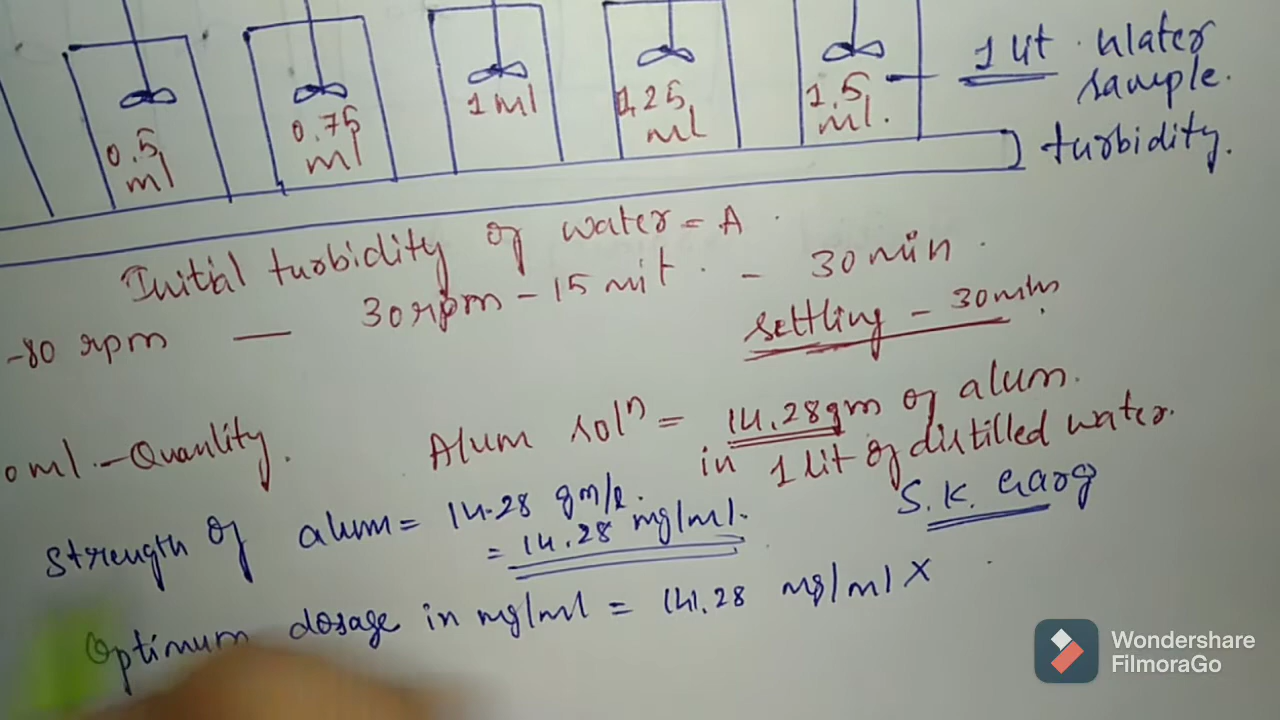 0.5 ml
0.75 ml
1 ml
1.25 ml
1.5 ml.
1 lit water sample.
turbidity.
Initial turbidity of water = A
-80 rpm — 30 rpm - 15 mit. - 30 min.
settling - 30 min
0 ml - Quantity.
Alum solⁿ = 14.28 gm of alum.
in 1 lit of distilled water.
S.K. Garg
Strength of alum = 14.28 gm/l.
= 14.28 mg/ml.
Optimum dosage in mg/ml = 14.28 mg/ml X
Wondershare
FilmoraGo